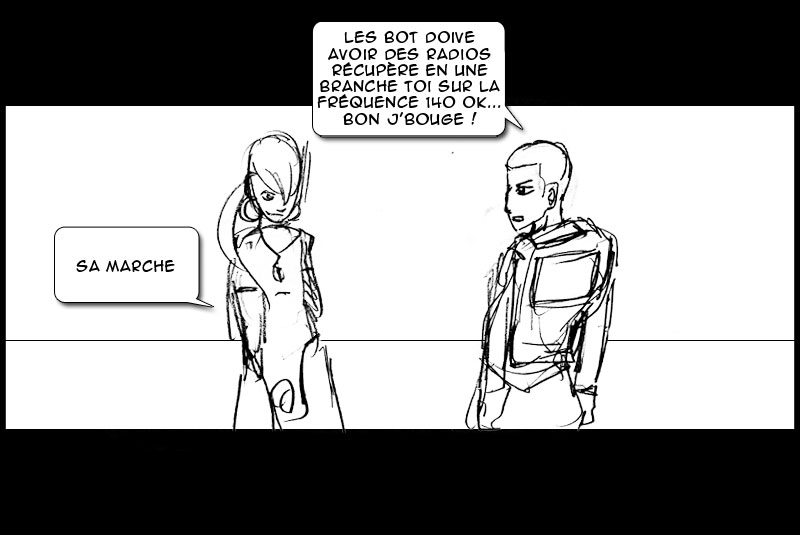 LES BOT DOIVE
AVOIR DES RADIOS
RÉCUPÈRE EN UNE
BRANCHE TOI SUR LA
FRÉQUENCE 140 OK...
BON J'BOUGE !
SA MARCHE